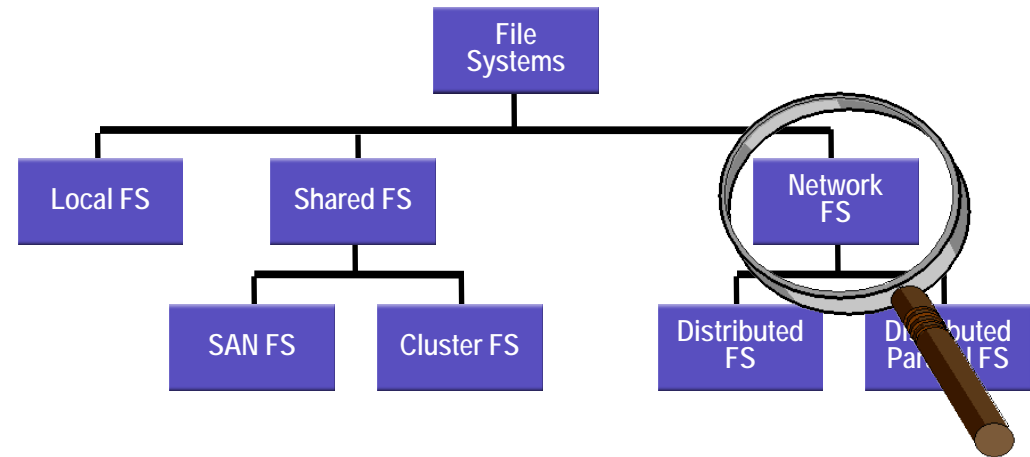 File
Systems
Local FS
Shared FS
Network
FS
SAN FS
Cluster FS
Distributed
FS
FS